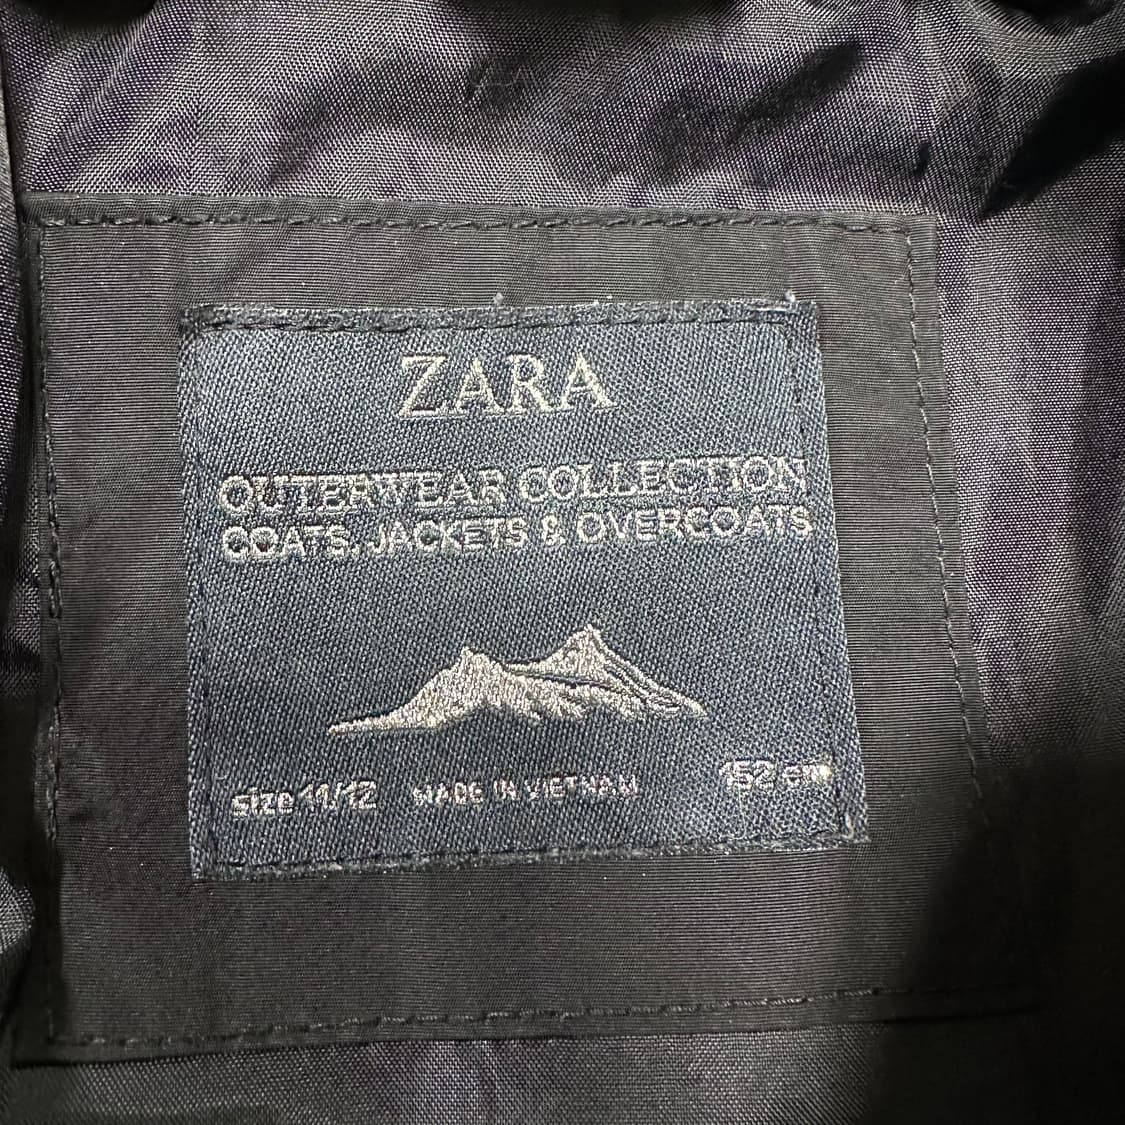 ZARA
OUTERWEAR COLLECTION
COATS, JACKETS & OVERCOATS
size 11/12 MADE IN VIETNAM 152 cm